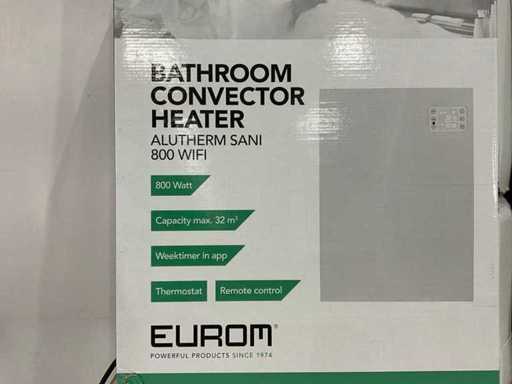 BATHROOM
CONVECTOR
HEATER
ALUTHERM SANI
800 WIFI
800 Watt
Capacity max. 32 m³
Weektimer in app
Thermostat
Remote control
EUROM®
POWERFUL PRODUCTS SINCE 1974